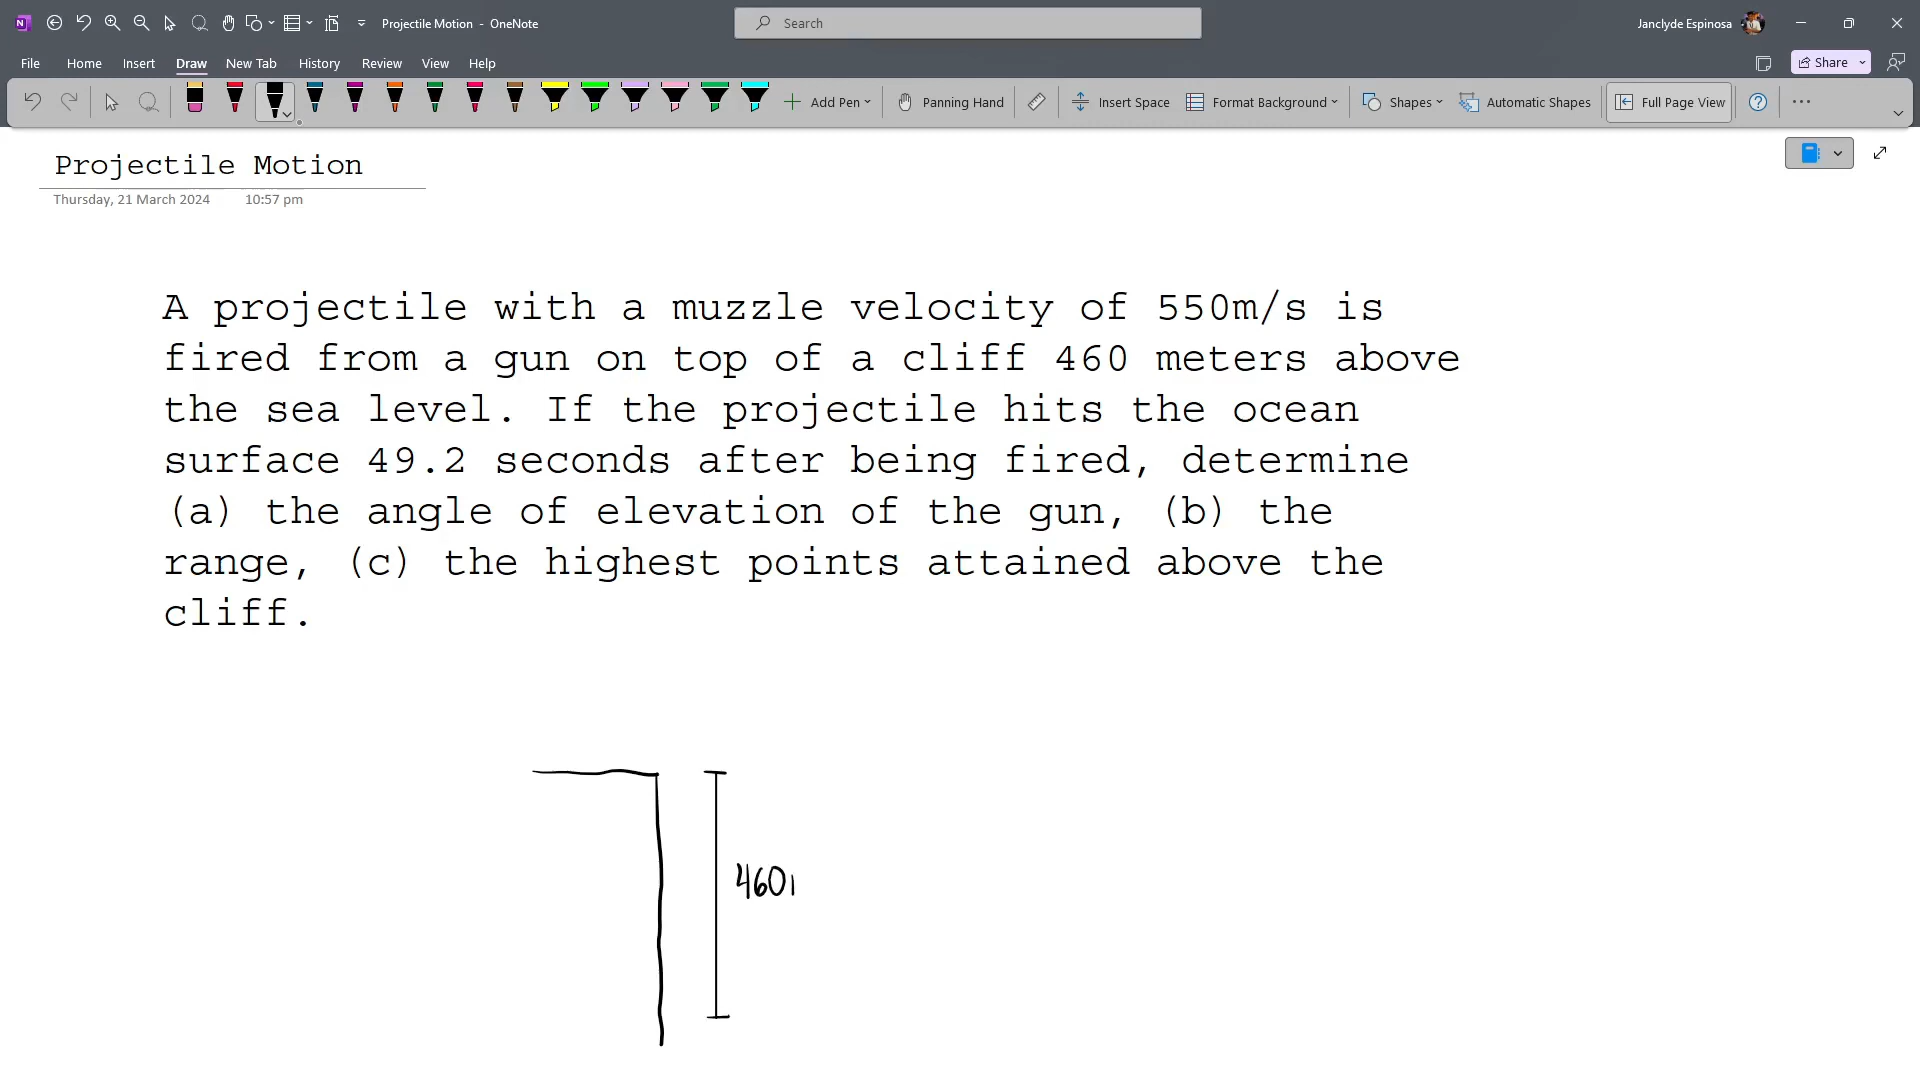 Projectile Motion - OneNote
Search
Janclyde Espinosa
File Home Insert Draw New Tab History Review View Help
Share
Add Pen Panning Hand Insert Space Format Background Shapes Automatic Shapes Full Page View
Projectile Motion
Thursday, 21 March 2024 10:57 pm
A projectile with a muzzle velocity of 550m/s is
fired from a gun on top of a cliff 460 meters above
the sea level. If the projectile hits the ocean
surface 49.2 seconds after being fired, determine
(a) the angle of elevation of the gun, (b) the
range, (c) the highest points attained above the
cliff.
460